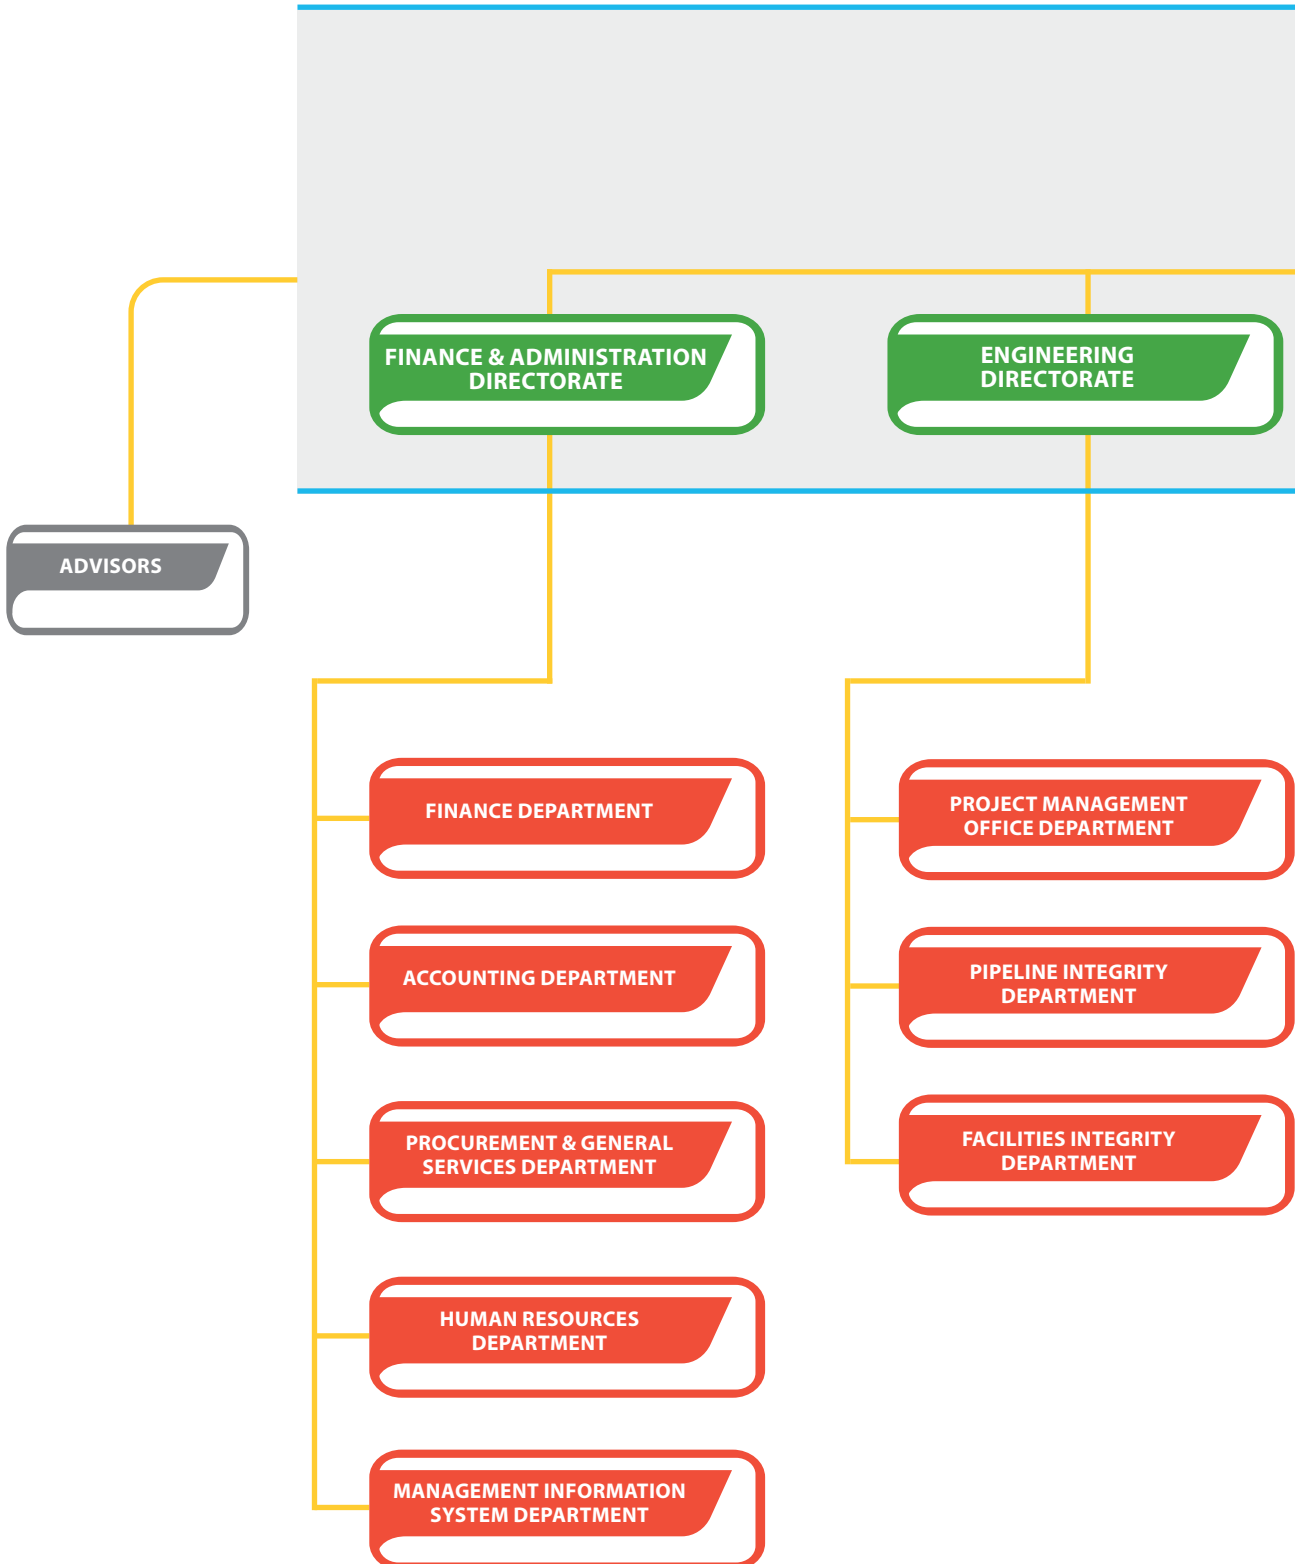 FINANCE & ADMINISTRATION
DIRECTORATE
ENGINEERING
DIRECTORATE
ADVISORS
FINANCE DEPARTMENT
ACCOUNTING DEPARTMENT
PROCUREMENT & GENERAL
SERVICES DEPARTMENT
HUMAN RESOURCES
DEPARTMENT
MANAGEMENT INFORMATION
SYSTEM DEPARTMENT
PROJECT MANAGEMENT
OFFICE DEPARTMENT
PIPELINE INTEGRITY
DEPARTMENT
FACILITIES INTEGRITY
DEPARTMENT